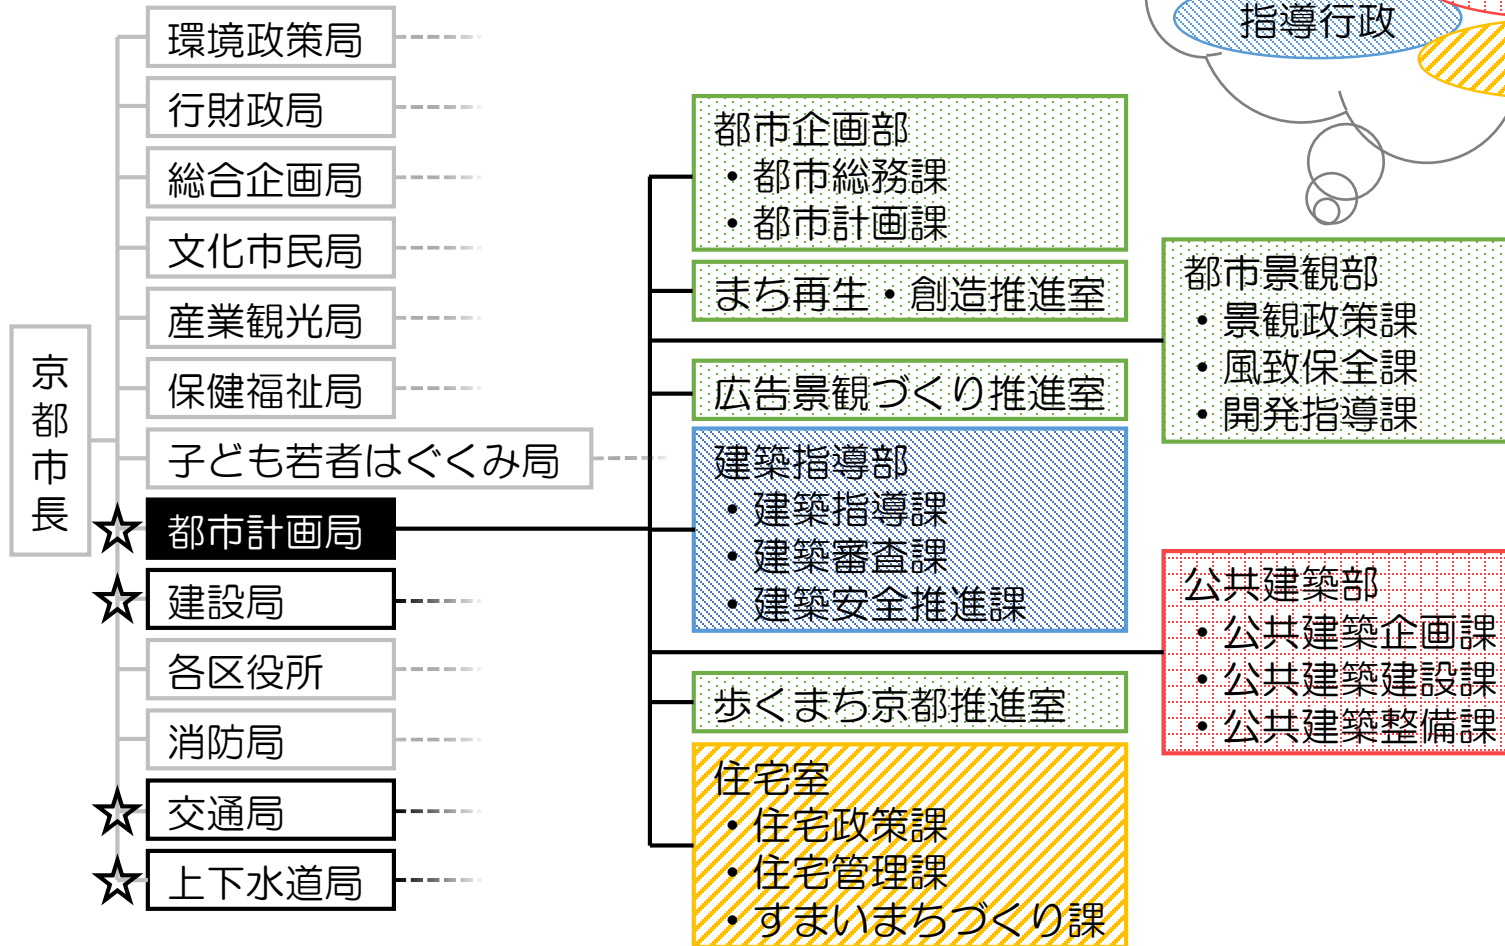 指導行政
京都市長
環境政策局
行財政局
総合企画局
文化市民局
産業観光局
保健福祉局
子ども若者はぐくみ局
都市計画局
建設局
各区役所
消防局
交通局
上下水道局
都市企画部
・都市総務課
・都市計画課
まち再生・創造推進室
都市景観部
・景観政策課
・風致保全課
・開発指導課
広告景観づくり推進室
建築指導部
・建築指導課
・建築審査課
・建築安全推進課
公共建築部
・公共建築企画課
・公共建築建設課
・公共建築整備課
歩くまち京都推進室
住宅室
・住宅政策課
・住宅管理課
・すまいまちづくり課